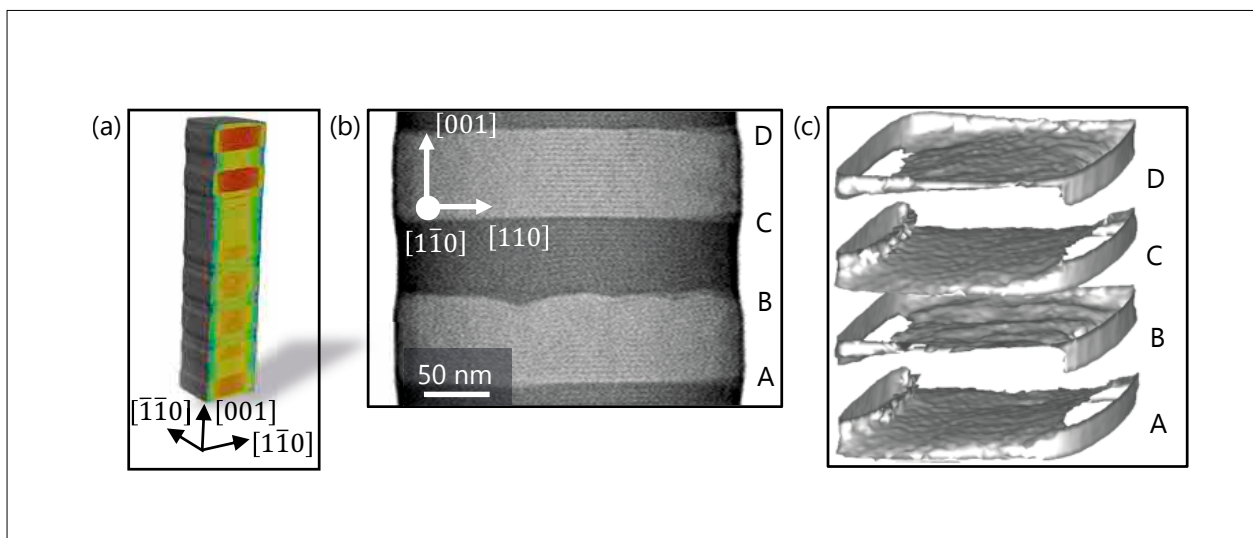 (a)
[1̅1̅0]
[001]
[11̅0]
(b)
[001]
[11̅0]
[110]
50 nm
D
C
B
A
(c)
D
C
B
A